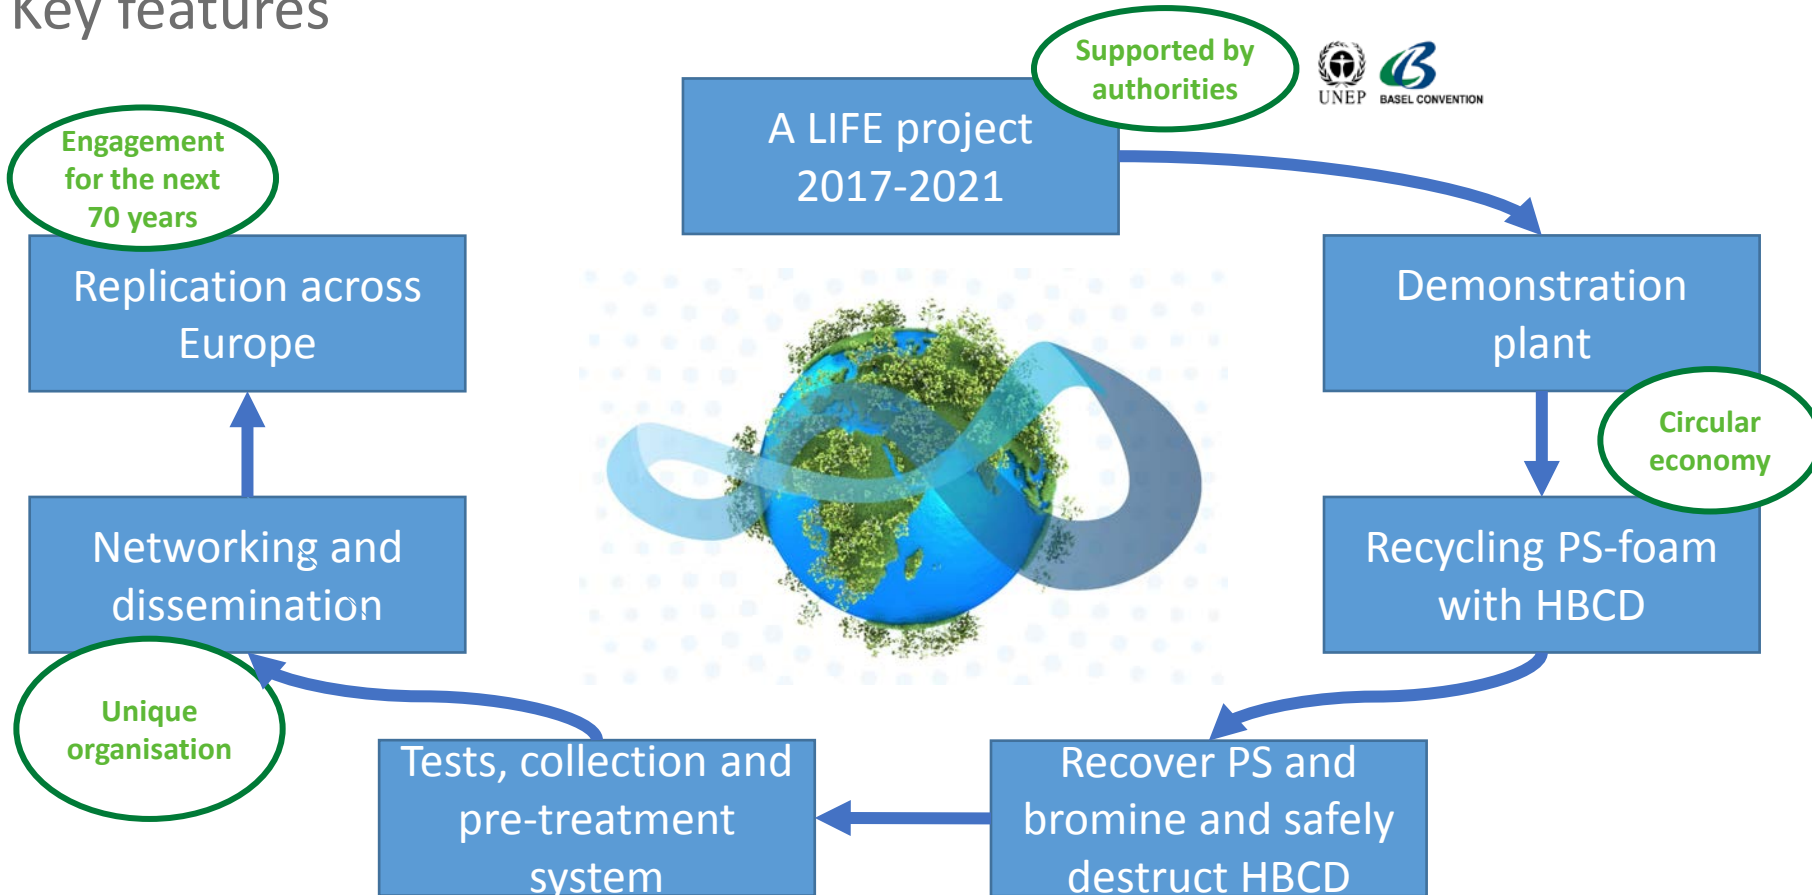 Key features
Supported by
authorities
UNEP
BASEL CONVENTION
A LIFE project
2017-2021
Engagement
for the next
70 years
Replication across
Europe
Demonstration
plant
Circular
economy
Networking and
dissemination
Recycling PS-foam
with HBCD
Unique
organisation
Tests, collection and
pre-treatment
system
Recover PS and
bromine and safely
destruct HBCD